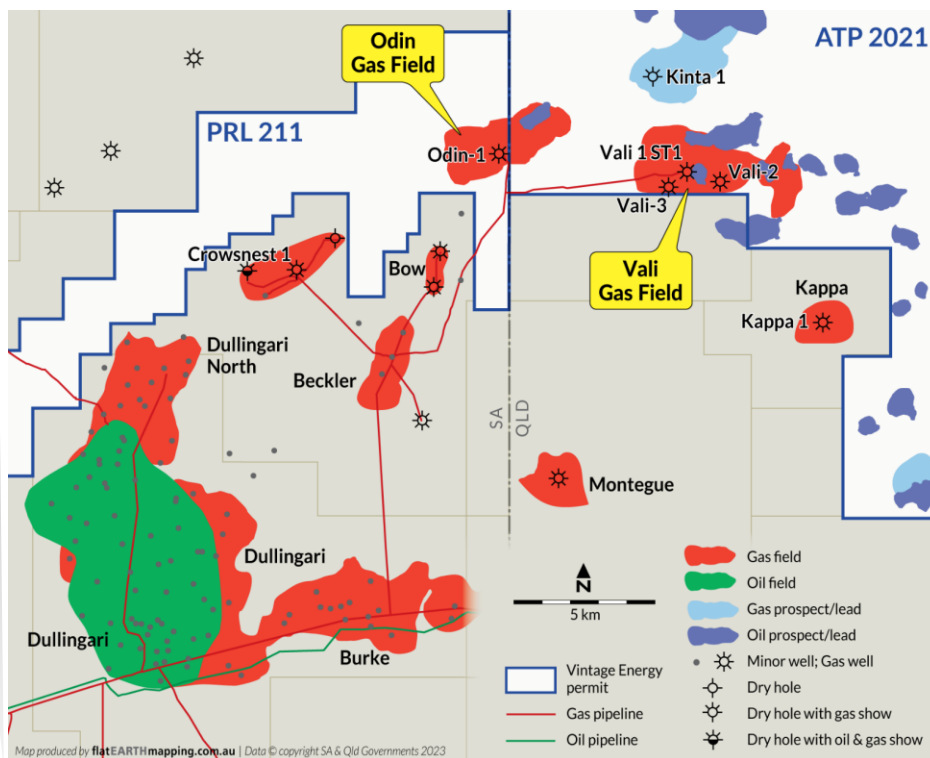 Odin
Gas Field
ATP 2021
Kinta 1
PRL 211
Odin-1
Vali 1 ST1
Vali-2
Vali-3
Crowsnest 1
Bow
Vali
Gas Field
Kappa
Kappa 1
Dullingari
North
Beckler
SA
QLD
Montegue
Dullingari
Dullingari
Burke
N
5 km
Gas field
Oil field
Gas prospect/lead
Oil prospect/lead
Minor well; Gas well
Dry hole
Dry hole with gas show
Dry hole with oil & gas show
Vintage Energy
permit
Gas pipeline
Oil pipeline
Map produced by flatEARTHmapping.com.au | Data © copyright SA & Qld Governments 2023